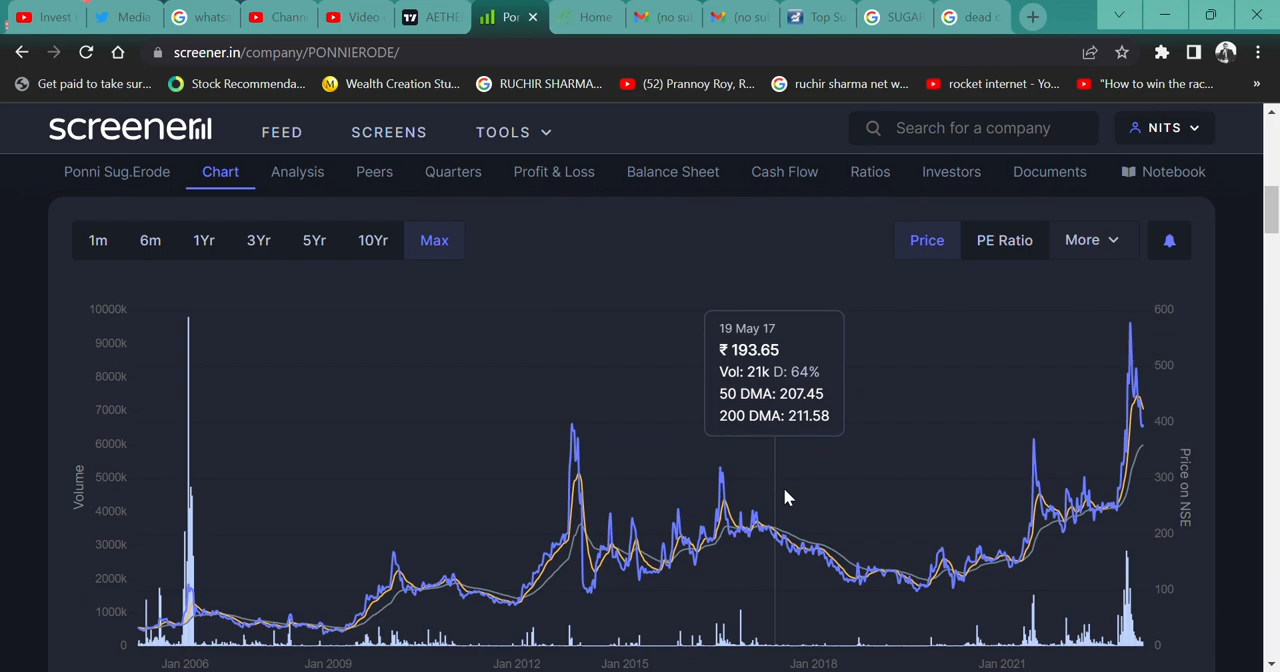 Invest
Media
whatsa
Chann
Video
AETHE
Por
Home
(no su
(no su
Top Su
SUGAR
dead c
screener.in/company/PONNIERODE/
Get paid to take sur...
Stock Recommenda...
Wealth Creation Stu...
RUCHIR SHARMA...
(52) Prannoy Roy, R...
ruchir sharma net w...
rocket internet - Yo...
"How to win the rac...
»
screener
FEED
SCREENS
TOOLS
Search for a company
NITS
Ponni Sug.Erode
Chart
Analysis
Peers
Quarters
Profit & Loss
Balance Sheet
Cash Flow
Ratios
Investors
Documents
Notebook
1m
6m
1Yr
3Yr
5Yr
10Yr
Max
Price
PE Ratio
More
10000k
9000k
8000k
7000k
6000k
5000k
4000k
3000k
2000k
1000k
0
Volume
19 May 17
₹ 193.65
Vol: 21k D: 64%
50 DMA: 207.45
200 DMA: 211.58
600
500
400
300
200
100
0
Price on NSE
Jan 2006
Jan 2009
Jan 2012
Jan 2015
Jan 2018
Jan 2021